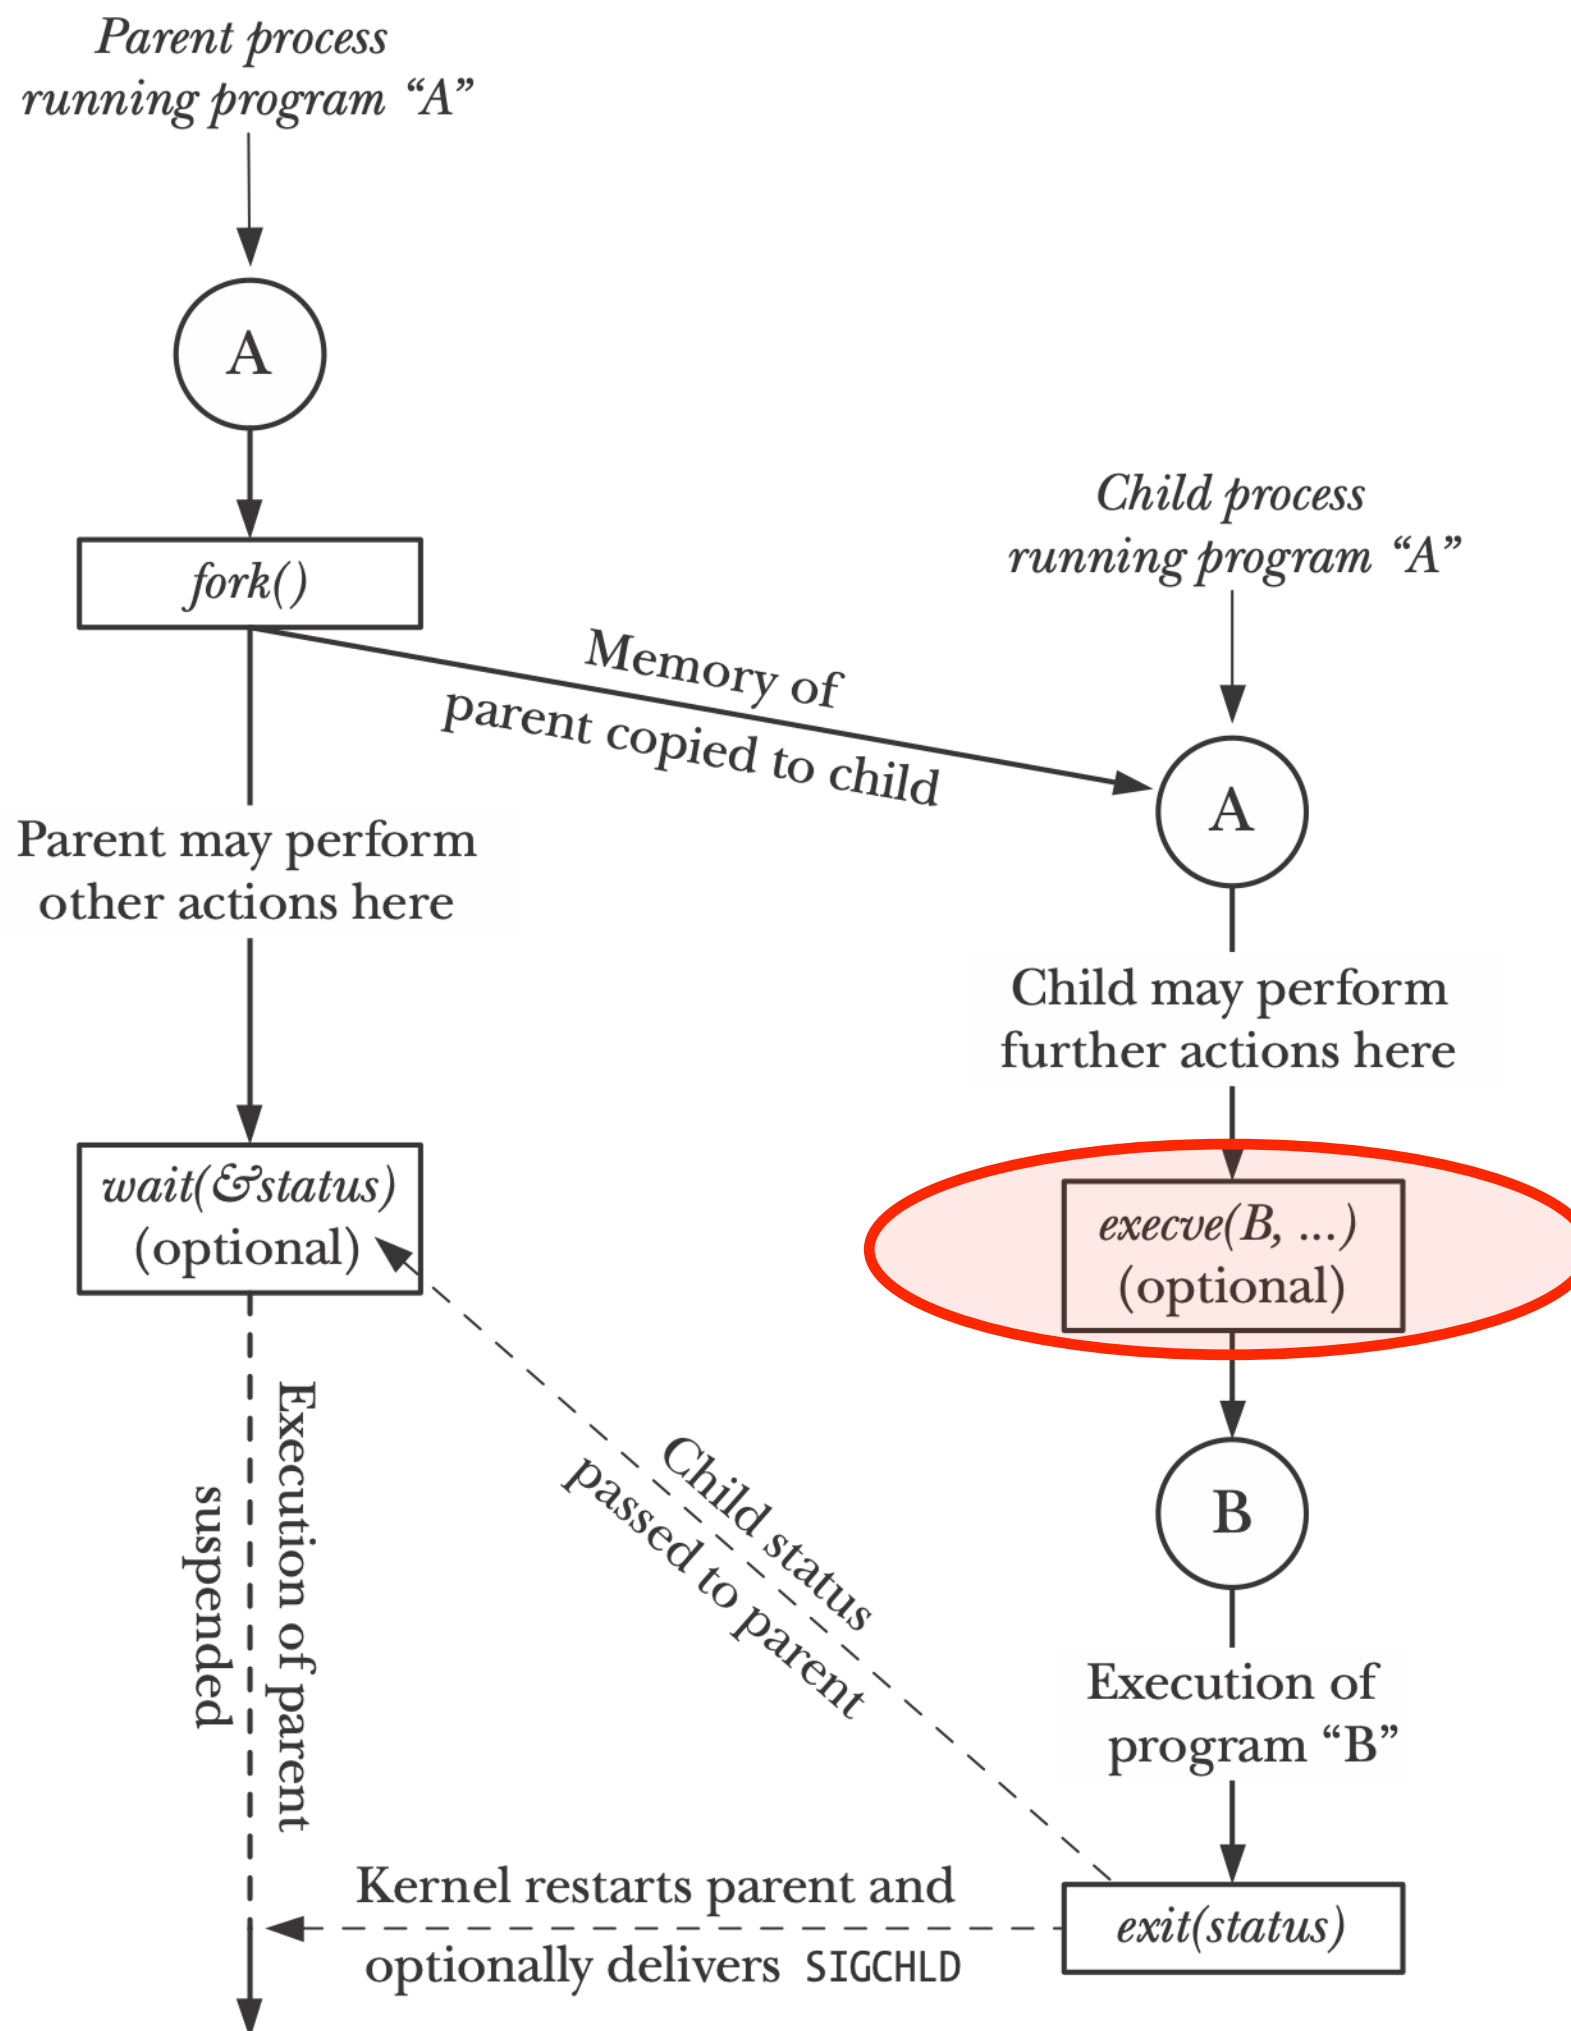 Parent process
running program “A”
A
fork()
Child process
running program “A”
Memory of
parent copied to child
A
Parent may perform
other actions here
Child may perform
further actions here
wait(&status)
(optional)
execve(B, ...)
(optional)
Execution of parent
suspended
Child status
passed to parent
B
Execution of
program “B”
Kernel restarts parent and
optionally delivers SIGCHLD
exit(status)